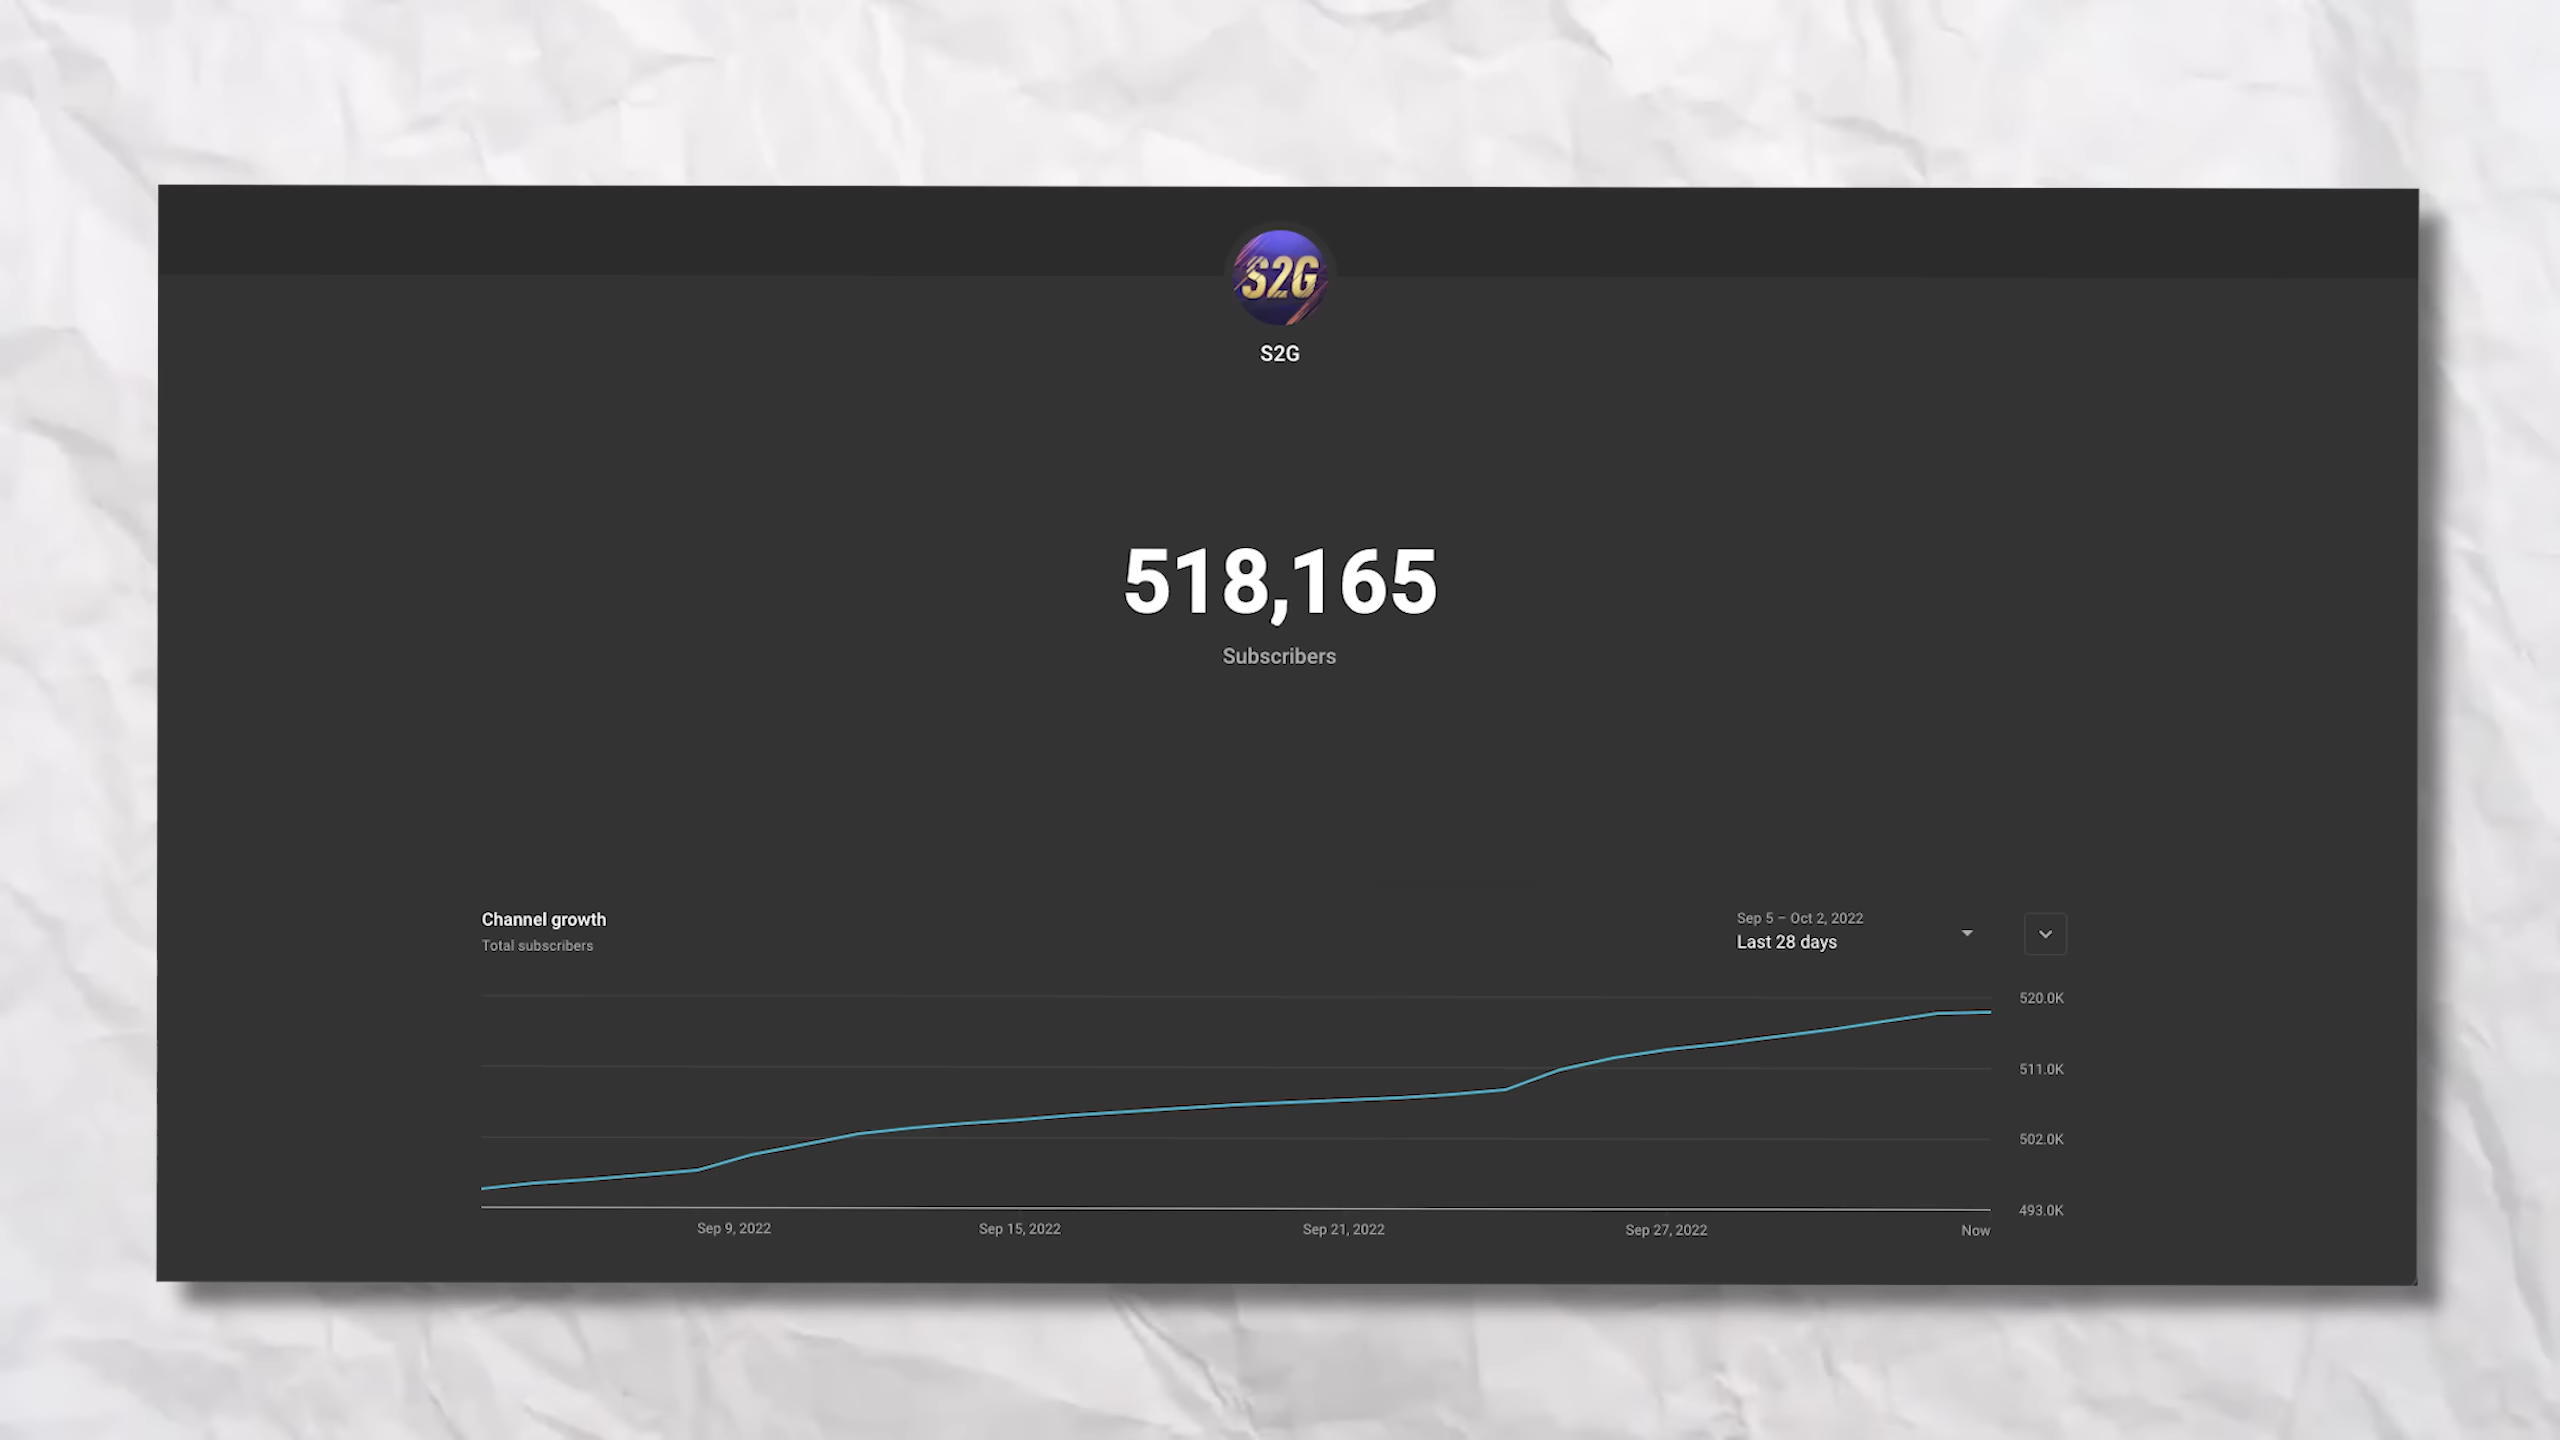 S2G
S2G
518,165
Subscribers
Channel growth
Total subscribers
Sep 5 – Oct 2, 2022
Last 28 days
520.0K
511.0K
502.0K
493.0K
Sep 9, 2022
Sep 15, 2022
Sep 21, 2022
Sep 27, 2022
Now